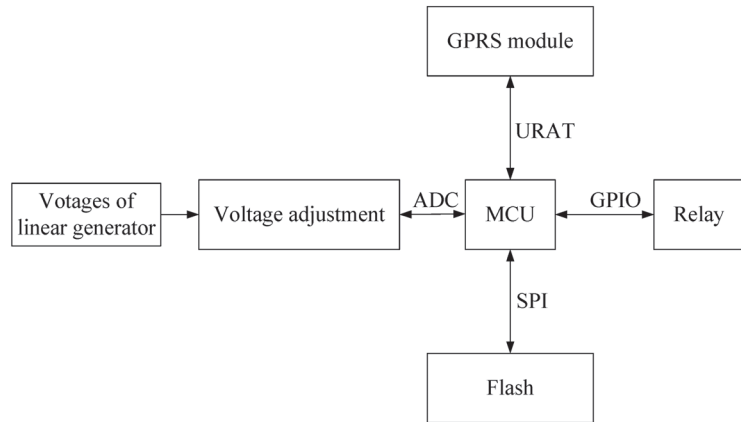 GPRS module
URAT
Votages of
linear generator
Voltage adjustment
ADC
MCU
GPIO
Relay
SPI
Flash